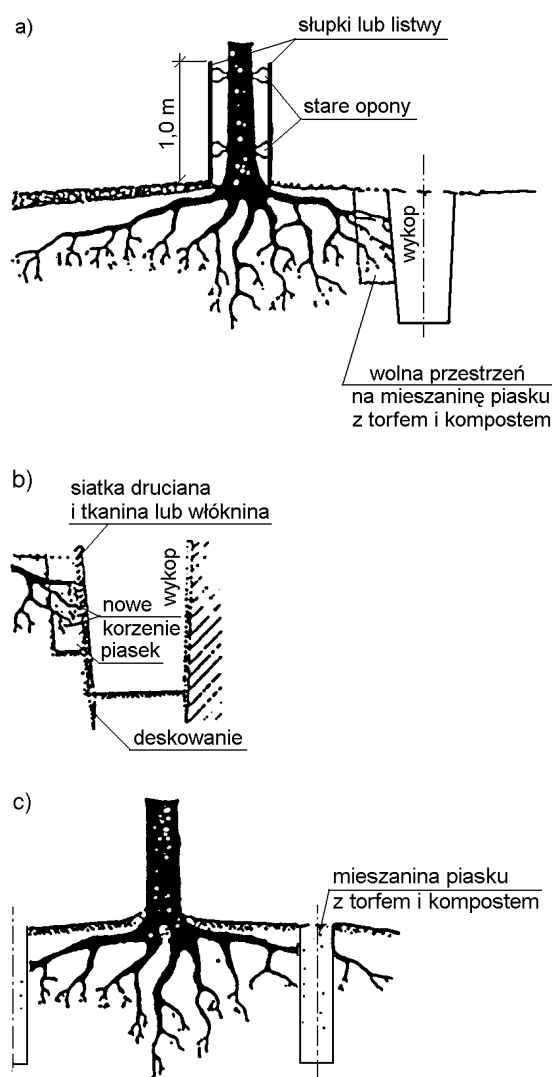 a)
słupki lub listwy
1,0 m
stare opony
wykop
wolna przestrzeń
na mieszaninę piasku
z torfem i kompostem
b)
siatka druciana
i tkanina lub włóknina
wykop
nowe
korzenie
piasek
deskowanie
c)
mieszanina piasku
z torfem i kompostem